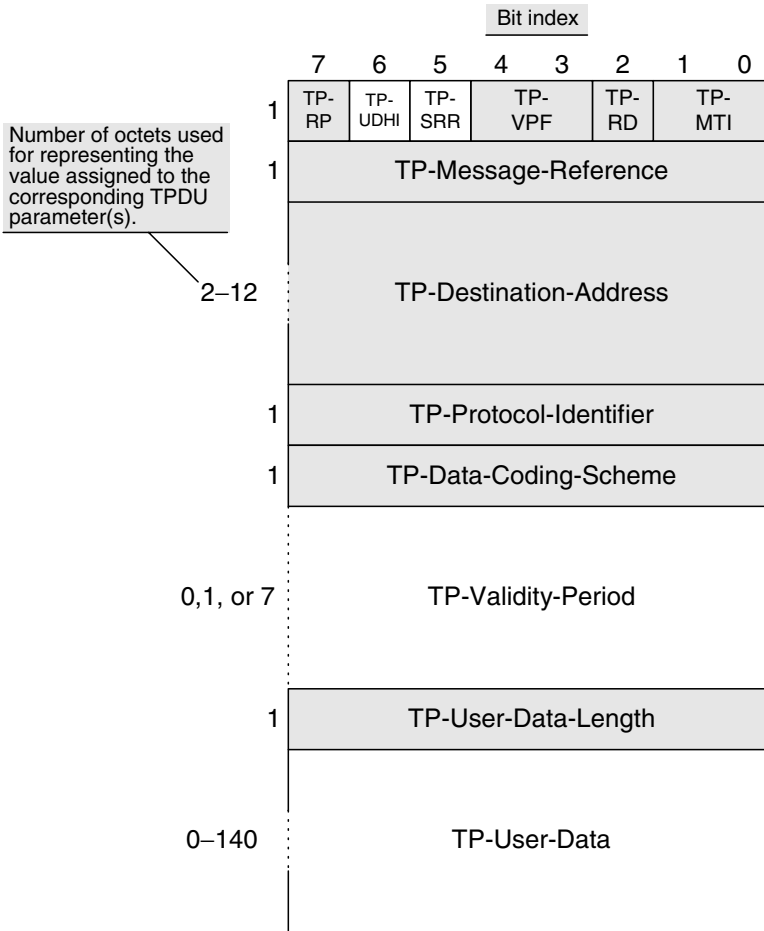 Bit index
7 6 5 4 3 2 1 0
1 TP-RP TP-UDHI TP-SRR TP-VPF TP-RD TP-MTI
Number of octets used
for representing the
value assigned to the
corresponding TPDU
parameter(s).
1 TP-Message-Reference
2–12 TP-Destination-Address
1 TP-Protocol-Identifier
1 TP-Data-Coding-Scheme
0,1, or 7 TP-Validity-Period
1 TP-User-Data-Length
0–140 TP-User-Data